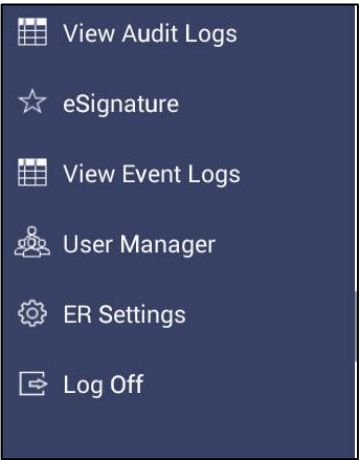 View Audit Logs
eSignature
View Event Logs
User Manager
ER Settings
Log Off